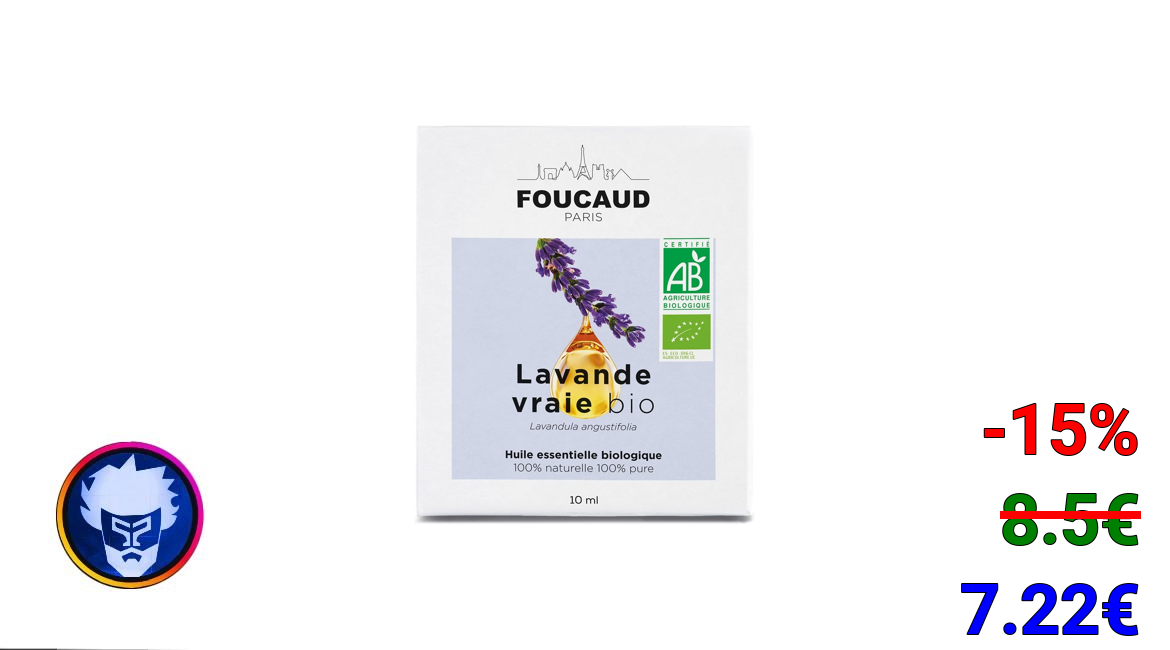 FOUCAUD
PARIS
CERTIFIÉ
AB
AGRICULTURE
BIOLOGIQUE
Lavande
vraie bio
Lavandula angustifolia
Huile essentielle biologique
100% naturelle 100% pure
10 ml
-15%
8.5€
7.22€